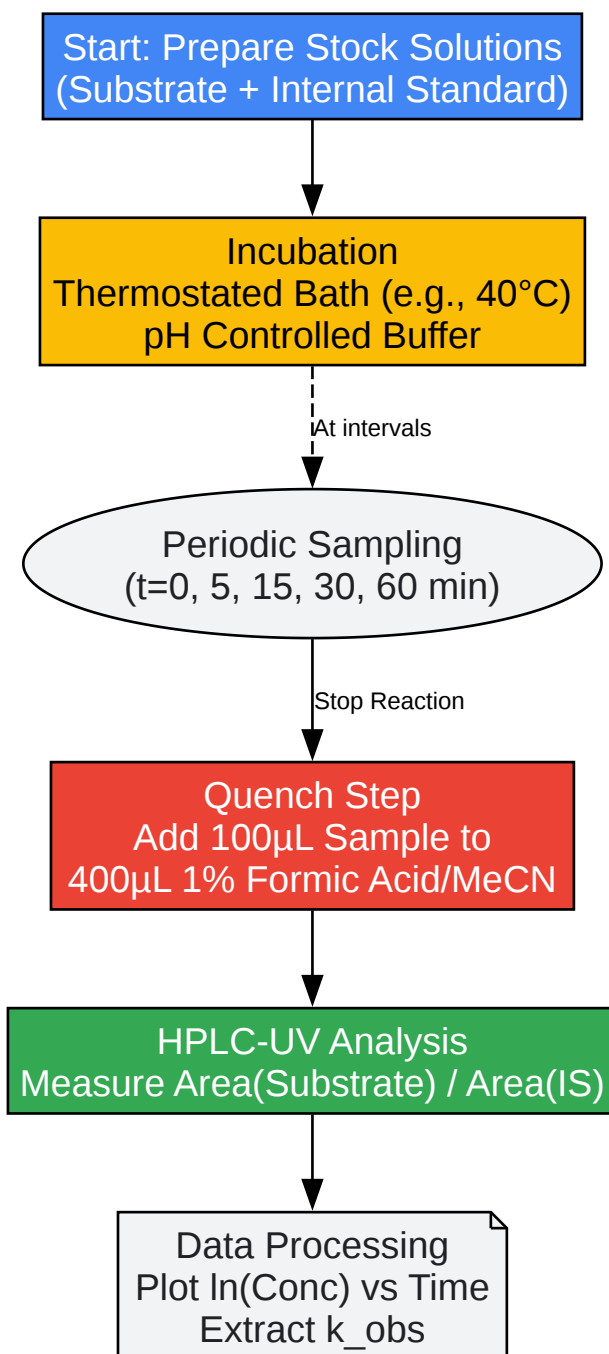 Start: Prepare Stock Solutions
(Substrate + Internal Standard)
Incubation
Thermostated Bath (e.g., 40°C)
pH Controlled Buffer
At intervals
Periodic Sampling
(t=0, 5, 15, 30, 60 min)
Stop Reaction
Quench Step
Add 100µL Sample to
400µL 1% Formic Acid/MeCN
HPLC-UV Analysis
Measure Area(Substrate) / Area(IS)
Data Processing
Plot ln(Conc) vs Time
Extract k_obs